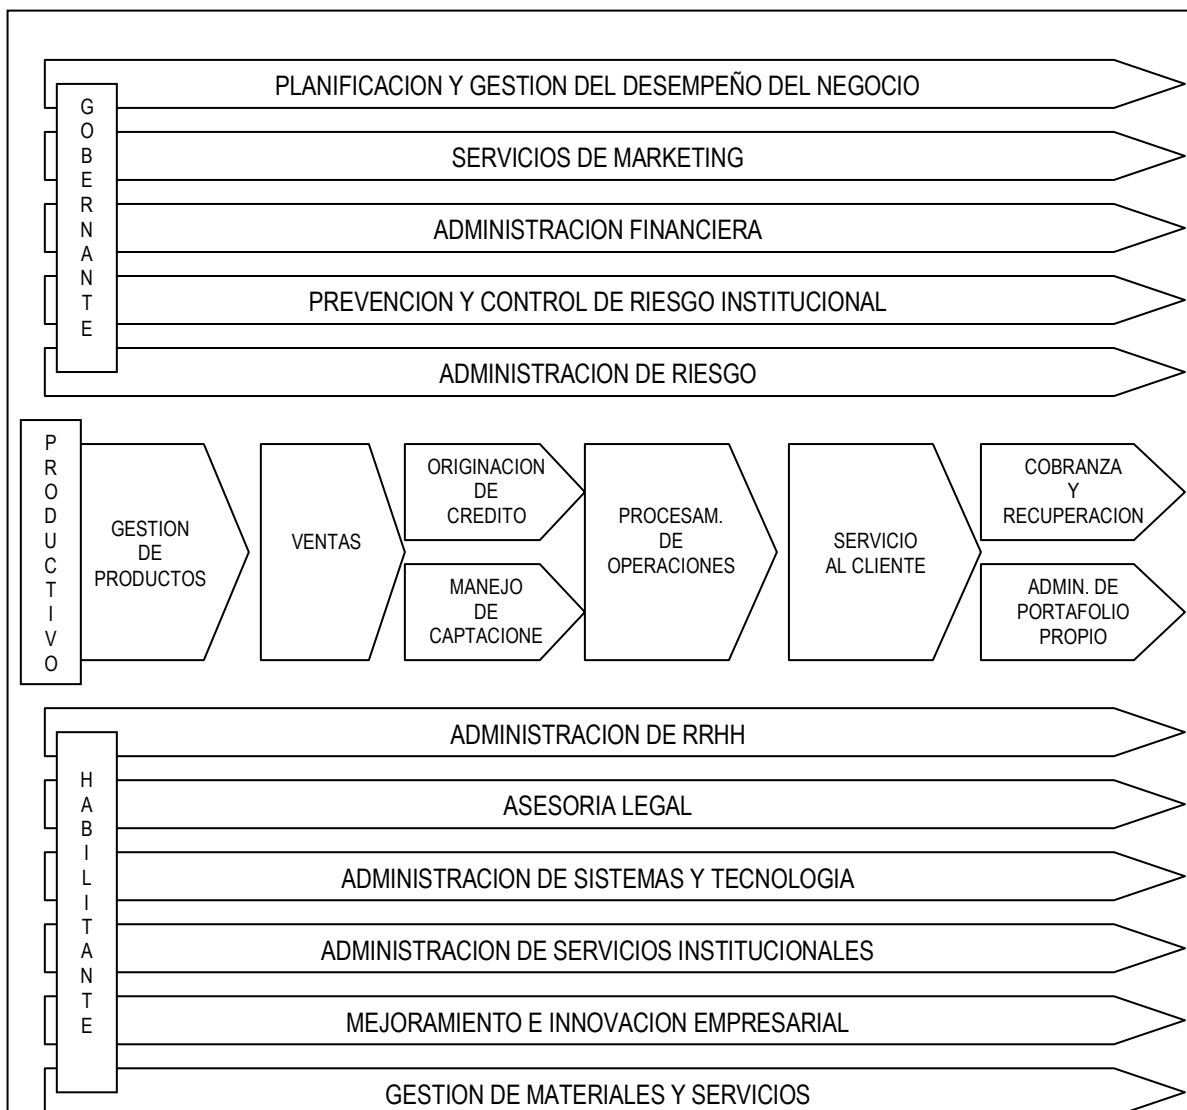 GOBERNANTE
PLANIFICACION Y GESTION DEL DESEMPEÑO DEL NEGOCIO
SERVICIOS DE MARKETING
ADMINISTRACION FINANCIERA
PREVENCION Y CONTROL DE RIESGO INSTITUCIONAL
ADMINISTRACION DE RIESGO
PRODUCTIVO
GESTION
DE
PRODUCTOS
VENTAS
ORIGINACION
DE
CREDITO
MANEJO
DE
CAPTACIONE
PROCESAM.
DE
OPERACIONES
SERVICIO
AL CLIENTE
COBRANZA
Y
RECUPERACION
ADMIN. DE
PORTAFOLIO
PROPIO
HABILITANTE
ADMINISTRACION DE RRHH
ASESORIA LEGAL
ADMINISTRACION DE SISTEMAS Y TECNOLOGIA
ADMINISTRACION DE SERVICIOS INSTITUCIONALES
MEJORAMIENTO E INNOVACION EMPRESARIAL
GESTION DE MATERIALES Y SERVICIOS